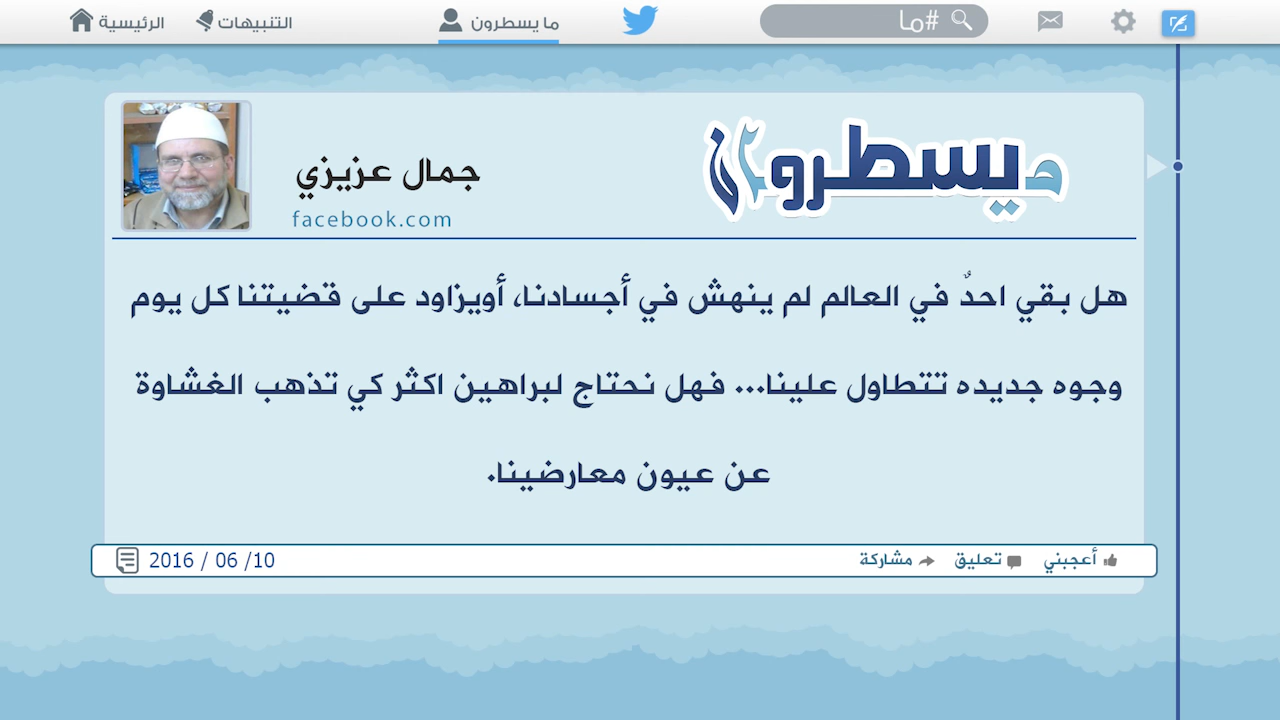 #ما
ما يسطرون
التنبيهات
الرئيسية
يسطرون
جمال عزيزي
facebook.com
هل بقي احدٌ في العالم لم ينهش في أجسادنا، أويزاود على قضيتنا كل يوم
وجوه جديده تتطاول علينا... فهل نحتاج لبراهين اكثر كي تذهب الغشاوة
عن عيون معارضينا.
أعجبني
تعليق
مشاركة
2016 / 06 /10